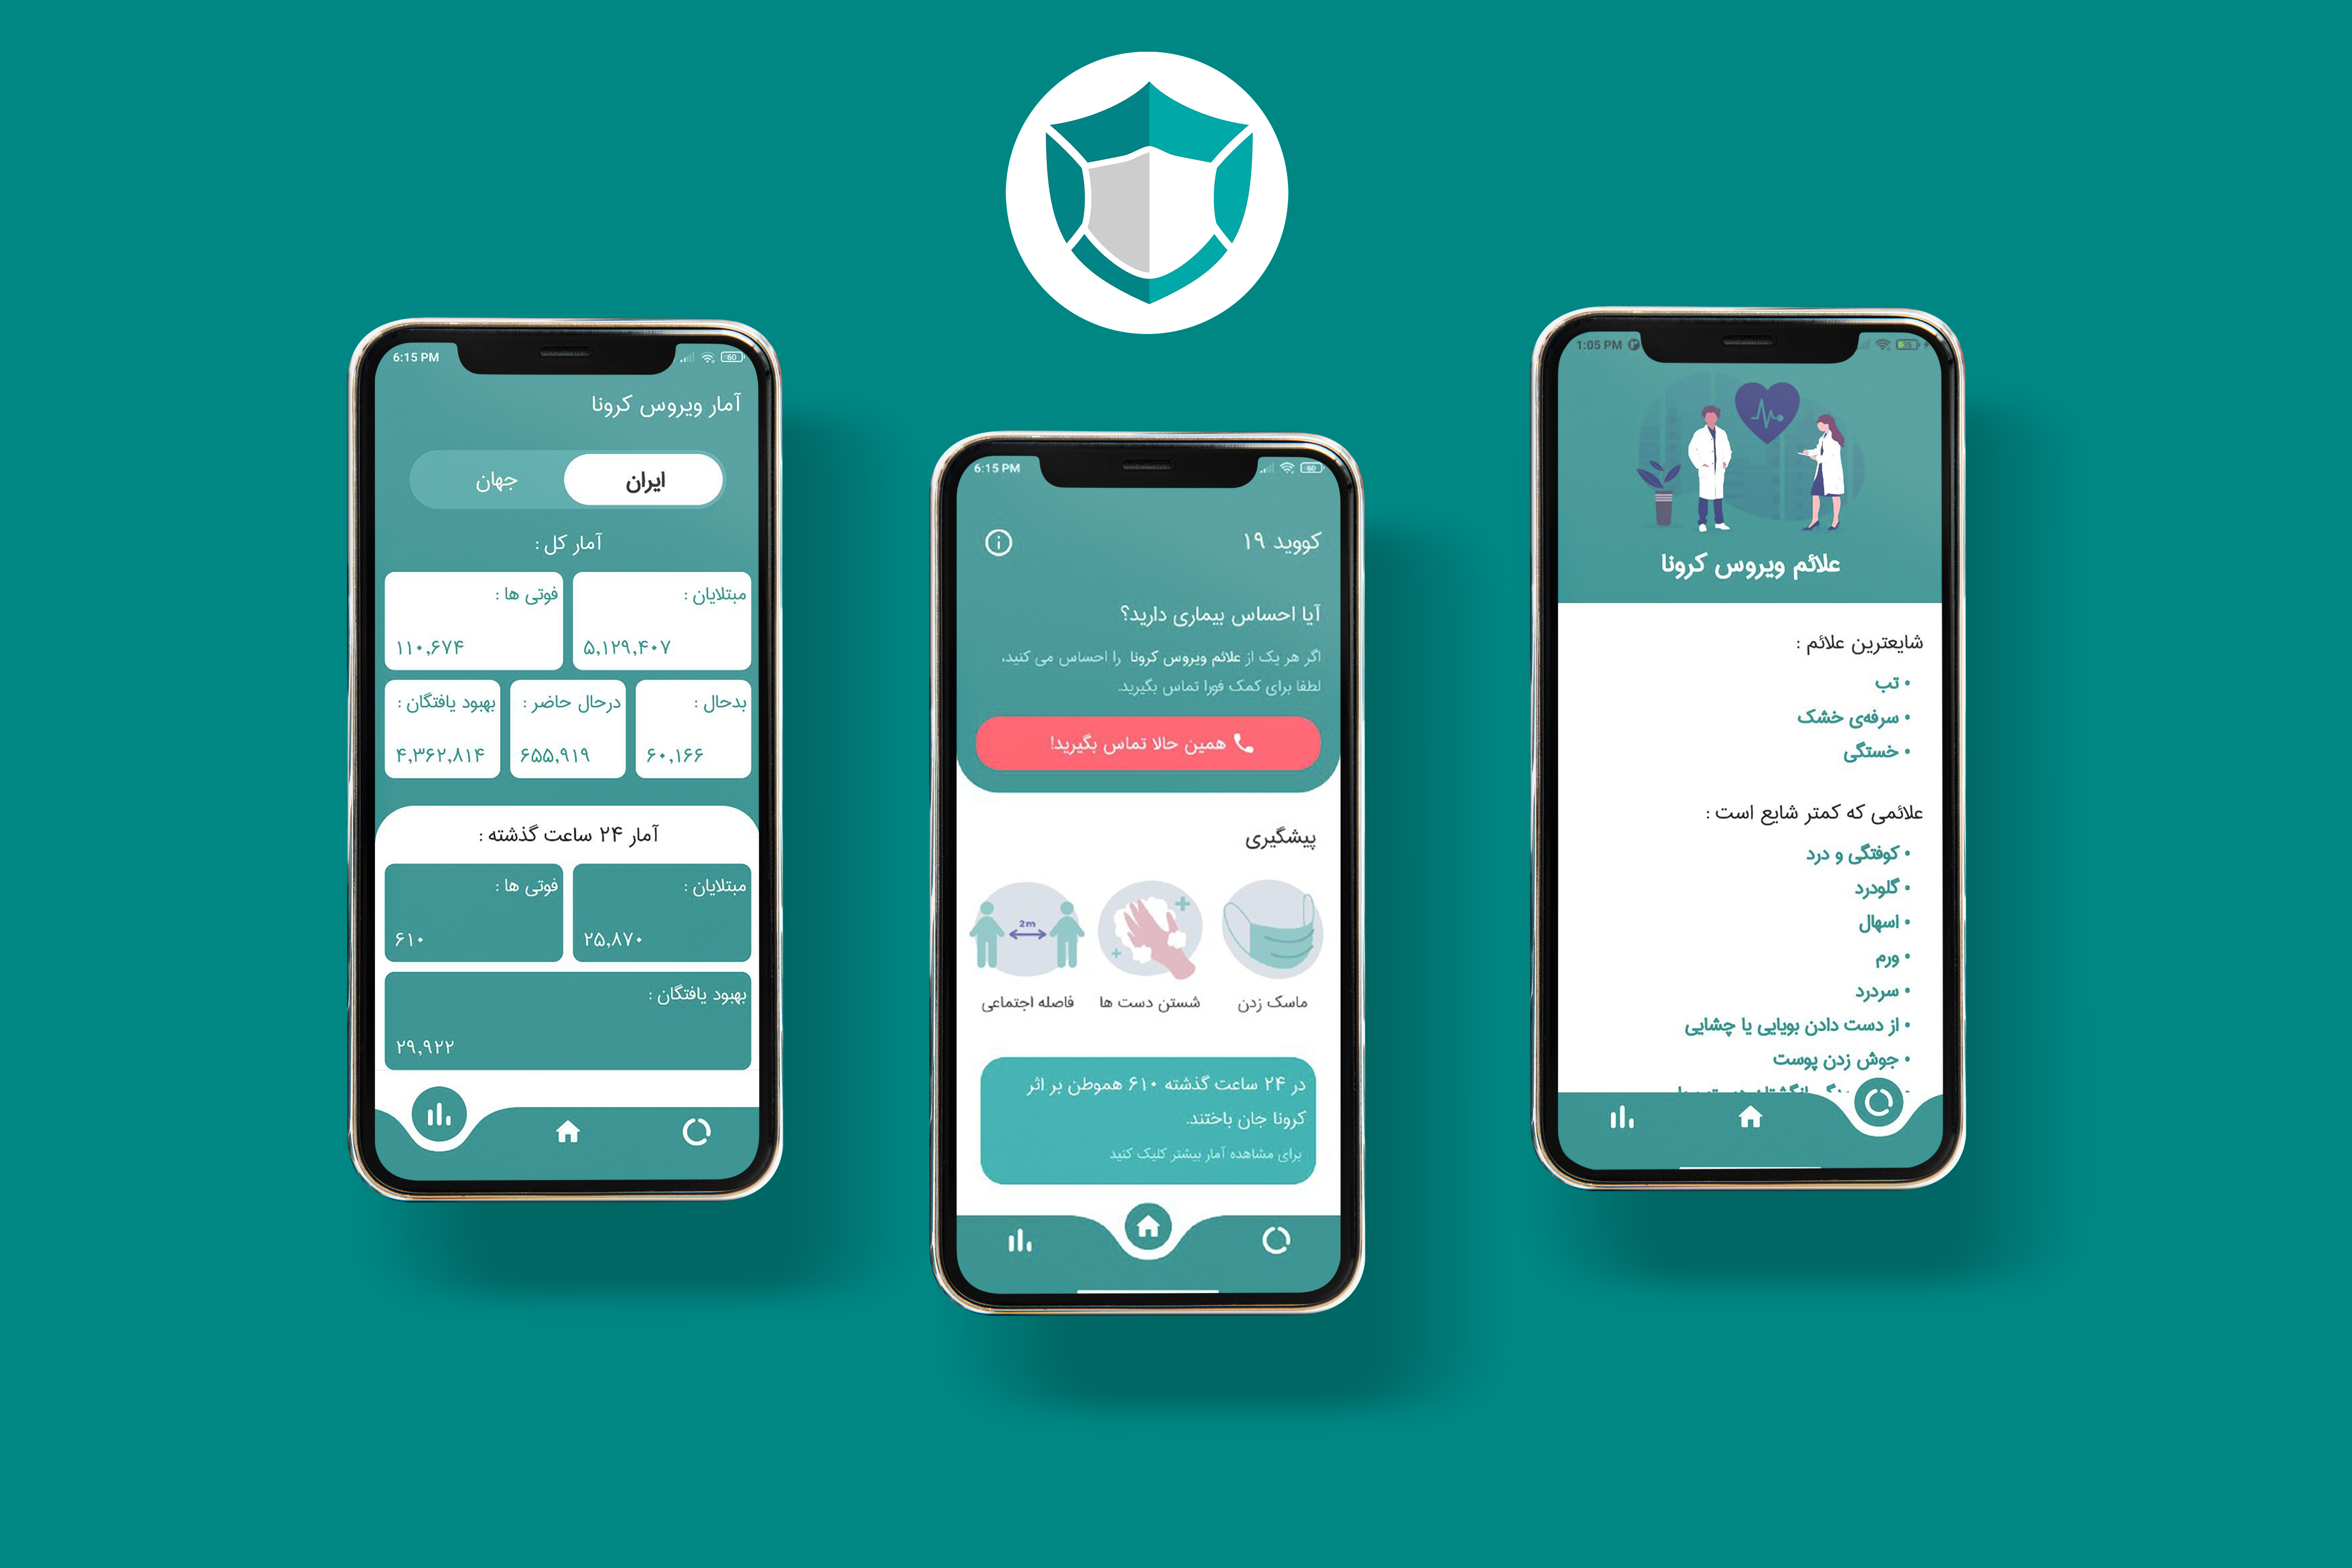 6:15 PM
60
آمار ویروس کرونا
ایران
جهان
آمار کل :
مبتلایان :
۵,۱۲۹,۴۰۷
فوتی ها :
۱۱۰,۶۷۴
بدحال :
۶۰,۱۶۶
درحال حاضر :
۶۵۵,۹۱۹
بهبود یافتگان :
۴,۳۶۲,۸۱۴
آمار ۲۴ ساعت گذشته :
مبتلایان :
۲۵,۸۷۰
فوتی ها :
۶۱۰
بهبود یافتگان :
۲۹,۹۲۲
6:15 PM
60
کووید ۱۹
آیا احساس بیماری دارید؟
اگر هر یک از علائم ویروس کرونا را احساس می کنید،
لطفا برای کمک فورا تماس بگیرید.
همین حالا تماس بگیرید!
پیشگیری
2m
ماسک زدن
شستن دست ها
فاصله اجتماعی
در ۲۴ ساعت گذشته ۶۱۰ هموطن بر اثر
کرونا جان باختند.
برای مشاهده آمار بیشتر کلیک کنید
1:05 PM
علائم ویروس کرونا
شایعترین علائم :
• تب
• سرفه‌ی خشک
• خستگی
علائمی که کمتر شایع است :
• کوفتگی و درد
• گلودرد
• اسهال
• ورم
• سردرد
• از دست دادن بویایی یا چشایی
• جوش زدن پوست